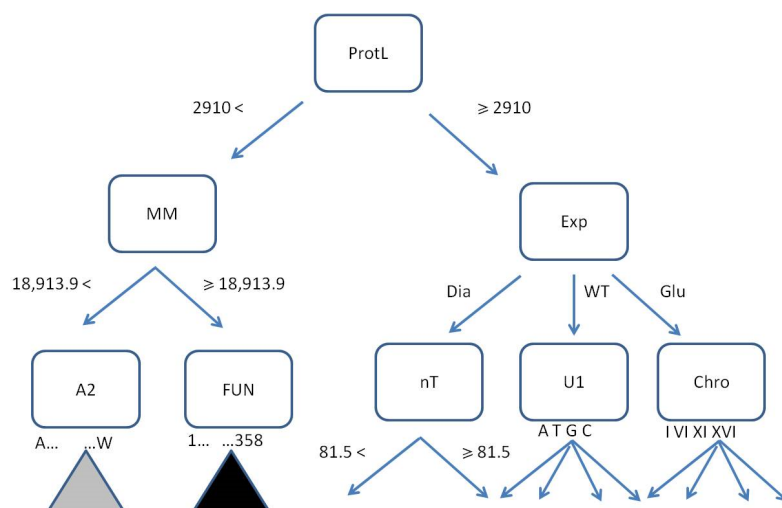 ProtL
2910 < ⩾ 2910
MM
Exp
18,913.9 < ⩾ 18,913.9
Dia WT Glu
A2 FUN nT U1 Chro
A... ...W 1... ...358 A T G C I VI XI XVI
81.5 < ⩾ 81.5